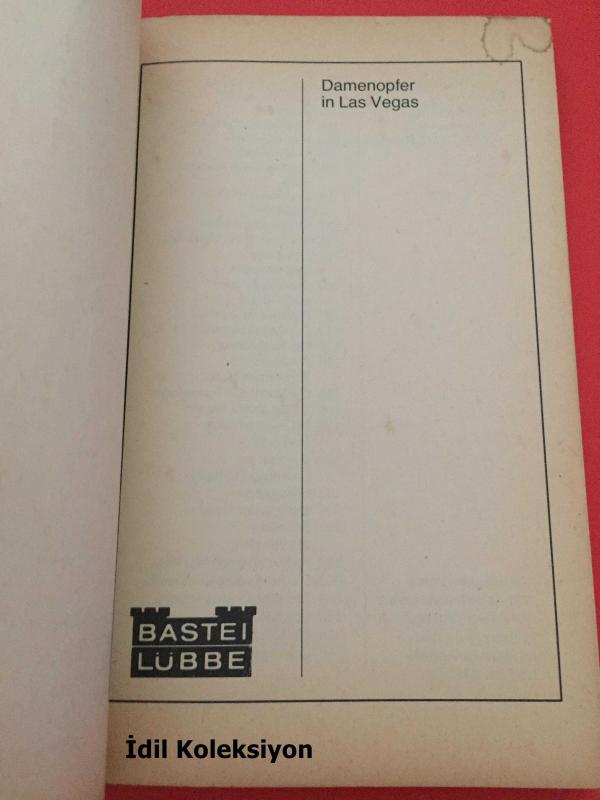 Damenopfer
in Las Vegas
BASTEI
LÜBBE
İdil Koleksiyon